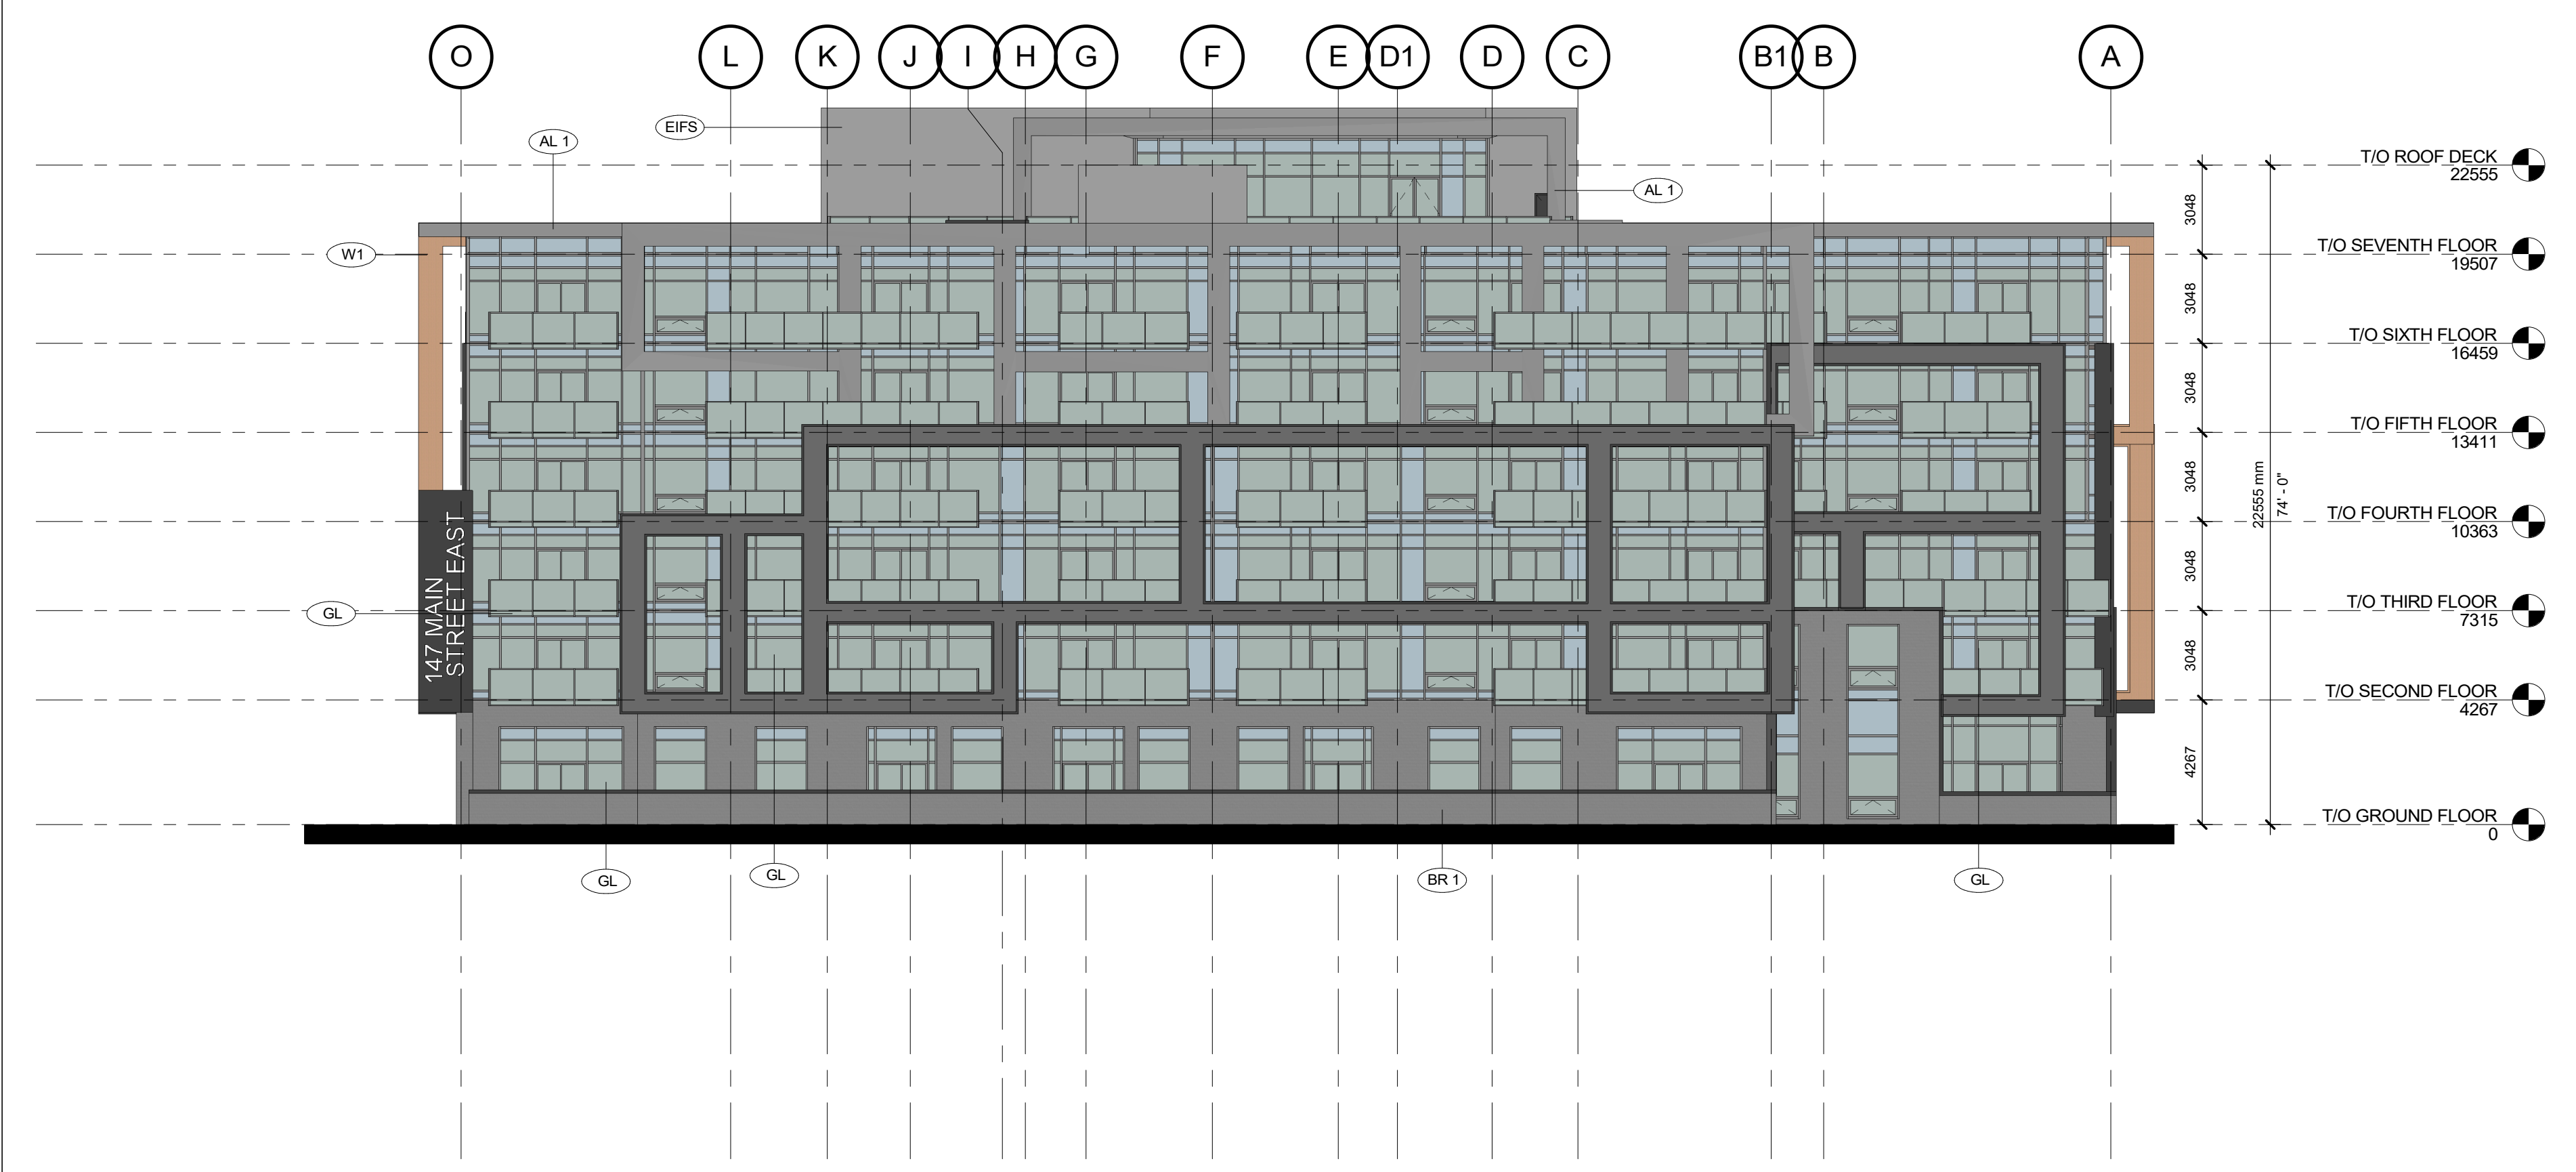 O
L
K
J
I
H
G
F
E
D1
D
C
B1
B
A
EIFS
AL 1
AL 1
W1
GL
147 MAIN
STREET EAST
GL
GL
BR 1
GL
3048
3048
3048
3048
3048
3048
4267
22555 mm
74' - 0"
T/O ROOF DECK
22555
T/O SEVENTH FLOOR
19507
T/O SIXTH FLOOR
16459
T/O FIFTH FLOOR
13411
T/O FOURTH FLOOR
10363
T/O THIRD FLOOR
7315
T/O SECOND FLOOR
4267
T/O GROUND FLOOR
0